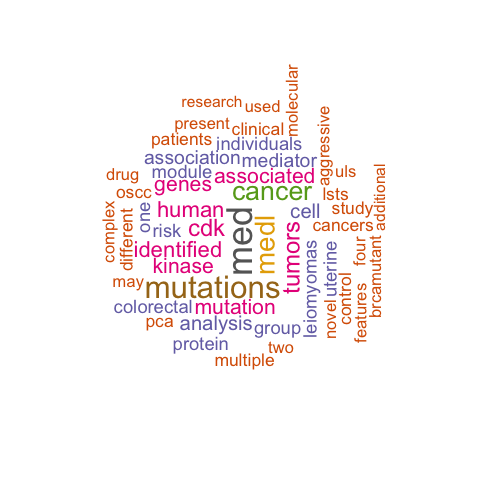 molecular
research used
present clinical
patients individuals
aggressive
association mediator
drug module associated uls
oscc genes cancer lsts
additional
complex different one human cell study
risk cdk cancers
med medl tumors
identified
kinase
may mutations
leiomyomas uterine four
brcamutant
colorectal mutation
novel control features
pca analysis group
protein two
multiple